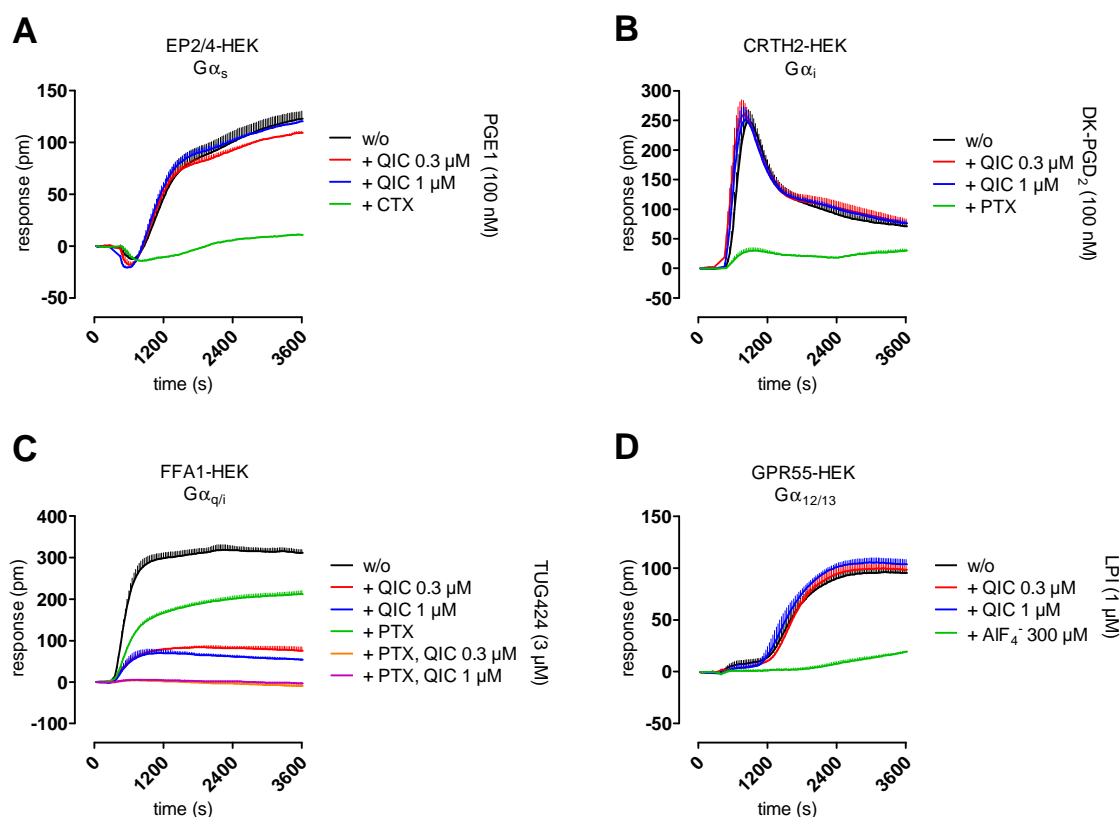 A
EP2/4-HEK
Gαs
150
100
50
0
-50
response (pm)
0
1200
2400
3600
time (s)
w/o
+ QIC 0.3 µM
+ QIC 1 µM
+ CTX
PGE1 (100 nM)
B
CRTH2-HEK
Gαi
300
250
200
150
100
50
0
-50
response (pm)
0
1200
2400
3600
time (s)
w/o
+ QIC 0.3 µM
+ QIC 1 µM
+ PTX
DK-PGD2 (100 nM)
C
FFA1-HEK
Gαq/i
400
300
200
100
0
-100
response (pm)
0
1200
2400
3600
time (s)
w/o
+ QIC 0.3 µM
+ QIC 1 µM
+ PTX
+ PTX, QIC 0.3 µM
+ PTX, QIC 1 µM
TUG424 (3 µM)
D
GPR55-HEK
Gα12/13
150
100
50
0
-50
response (pm)
0
1200
2400
3600
time (s)
w/o
+ QIC 0.3 µM
+ QIC 1 µM
+ AlF4- 300 µM
LPI (1 µM)